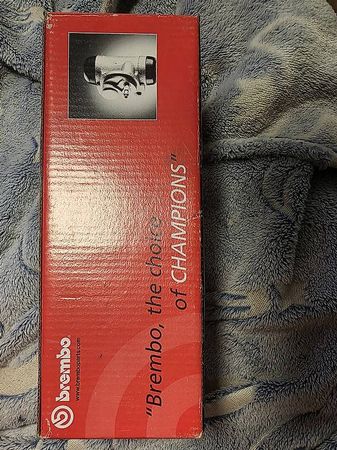 brembo
www.bremboparts.com
"Brembo, the choice
of CHAMPIONS"